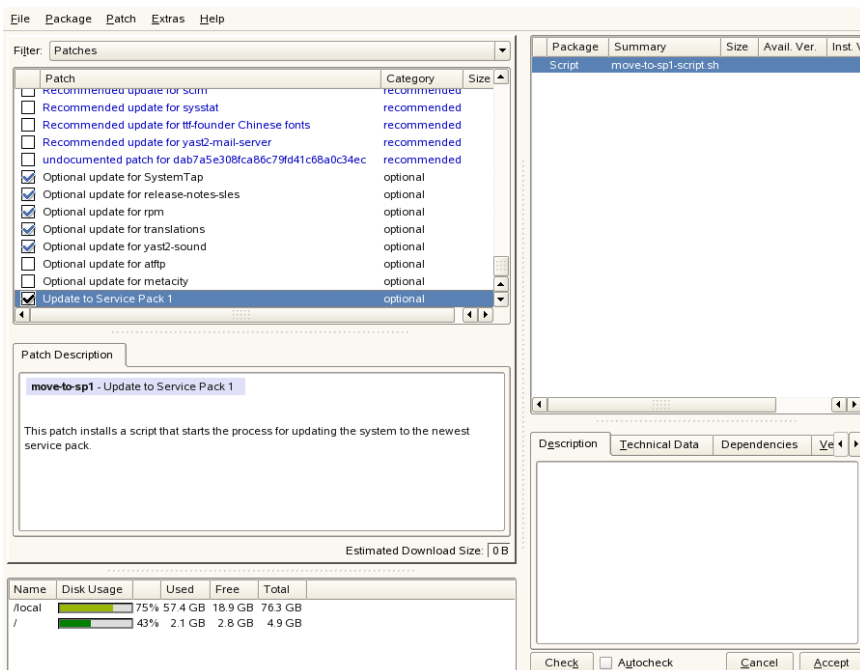 File Package Patch Extras Help
Filter: Patches
Patch Category Size
Recommended update for scim recommended
Recommended update for sysstat recommended
Recommended update for ttf-founder Chinese fonts recommended
Recommended update for yast2-mail-server recommended
undocumented patch for dab7a5e308fca86c79fd41c68a0c34ec recommended
Optional update for SystemTap optional
Optional update for release-notes-sles optional
Optional update for rpm optional
Optional update for translations optional
Optional update for yast2-sound optional
Optional update for atftp optional
Optional update for metacity optional
Update to Service Pack 1 optional
Patch Description
move-to-sp1 - Update to Service Pack 1
This patch installs a script that starts the process for updating the system to the newest
service pack.
Estimated Download Size: 0 B
Name Disk Usage Used Free Total
/local 75% 57.4 GB 18.9 GB 76.3 GB
/ 43% 2.1 GB 2.8 GB 4.9 GB
Package Summary Size Avail. Ver. Inst. V
Script move-to-sp1-script.sh
Description Technical Data Dependencies Ve
Check Autocheck Cancel Accept